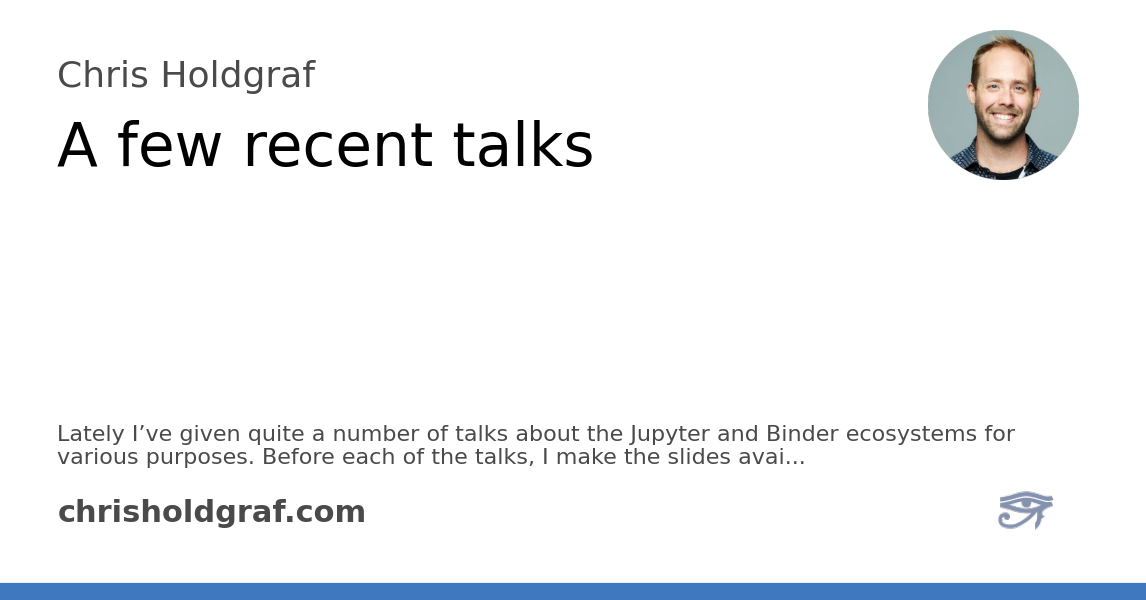 Chris Holdgraf
A few recent talks
Lately I’ve given quite a number of talks about the Jupyter and Binder ecosystems for
various purposes. Before each of the talks, I make the slides avai...
chrisholdgraf.com